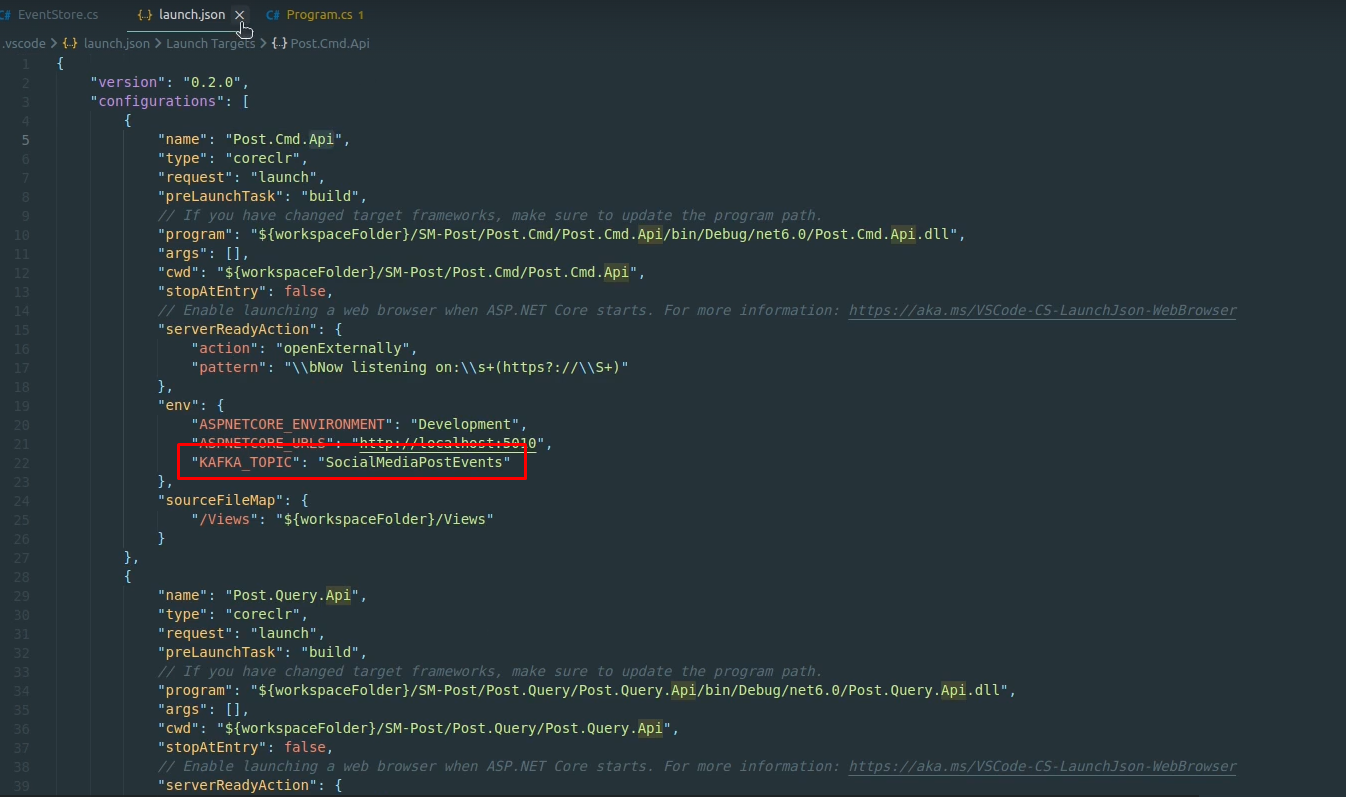 C# EventStore.cs {..} launch.json × C# Program.cs 1
.vscode > {..} launch.json > Launch Targets > {..} Post.Cmd.Api
1 {
2 "version": "0.2.0",
3 "configurations": [
4 {
5 "name": "Post.Cmd.Api",
6 "type": "coreclr",
7 "request": "launch",
8 "preLaunchTask": "build",
9 // If you have changed target frameworks, make sure to update the program path.
10 "program": "${workspaceFolder}/SM-Post/Post.Cmd/Post.Cmd.Api/bin/Debug/net6.0/Post.Cmd.Api.dll",
11 "args": [],
12 "cwd": "${workspaceFolder}/SM-Post/Post.Cmd/Post.Cmd.Api",
13 "stopAtEntry": false,
14 // Enable launching a web browser when ASP.NET Core starts. For more information: https://aka.ms/VSCode-CS-LaunchJson-WebBrowser
15 "serverReadyAction": {
16 "action": "openExternally",
17 "pattern": "\\bNow listening on:\\s+(https?://\\S+)"
18 },
19 "env": {
20 "ASPNETCORE_ENVIRONMENT": "Development",
21 "ASPNETCORE_URLS": "http://localhost:5010",
22 "KAFKA_TOPIC": "SocialMediaPostEvents"
23 },
24 "sourceFileMap": {
25 "/Views": "${workspaceFolder}/Views"
26 }
27 },
28 {
29 "name": "Post.Query.Api",
30 "type": "coreclr",
31 "request": "launch",
32 "preLaunchTask": "build",
33 // If you have changed target frameworks, make sure to update the program path.
34 "program": "${workspaceFolder}/SM-Post/Post.Query/Post.Query.Api/bin/Debug/net6.0/Post.Query.Api.dll",
35 "args": [],
36 "cwd": "${workspaceFolder}/SM-Post/Post.Query/Post.Query.Api",
37 "stopAtEntry": false,
38 // Enable launching a web browser when ASP.NET Core starts. For more information: https://aka.ms/VSCode-CS-LaunchJson-WebBrowser
39 "serverReadyAction": {